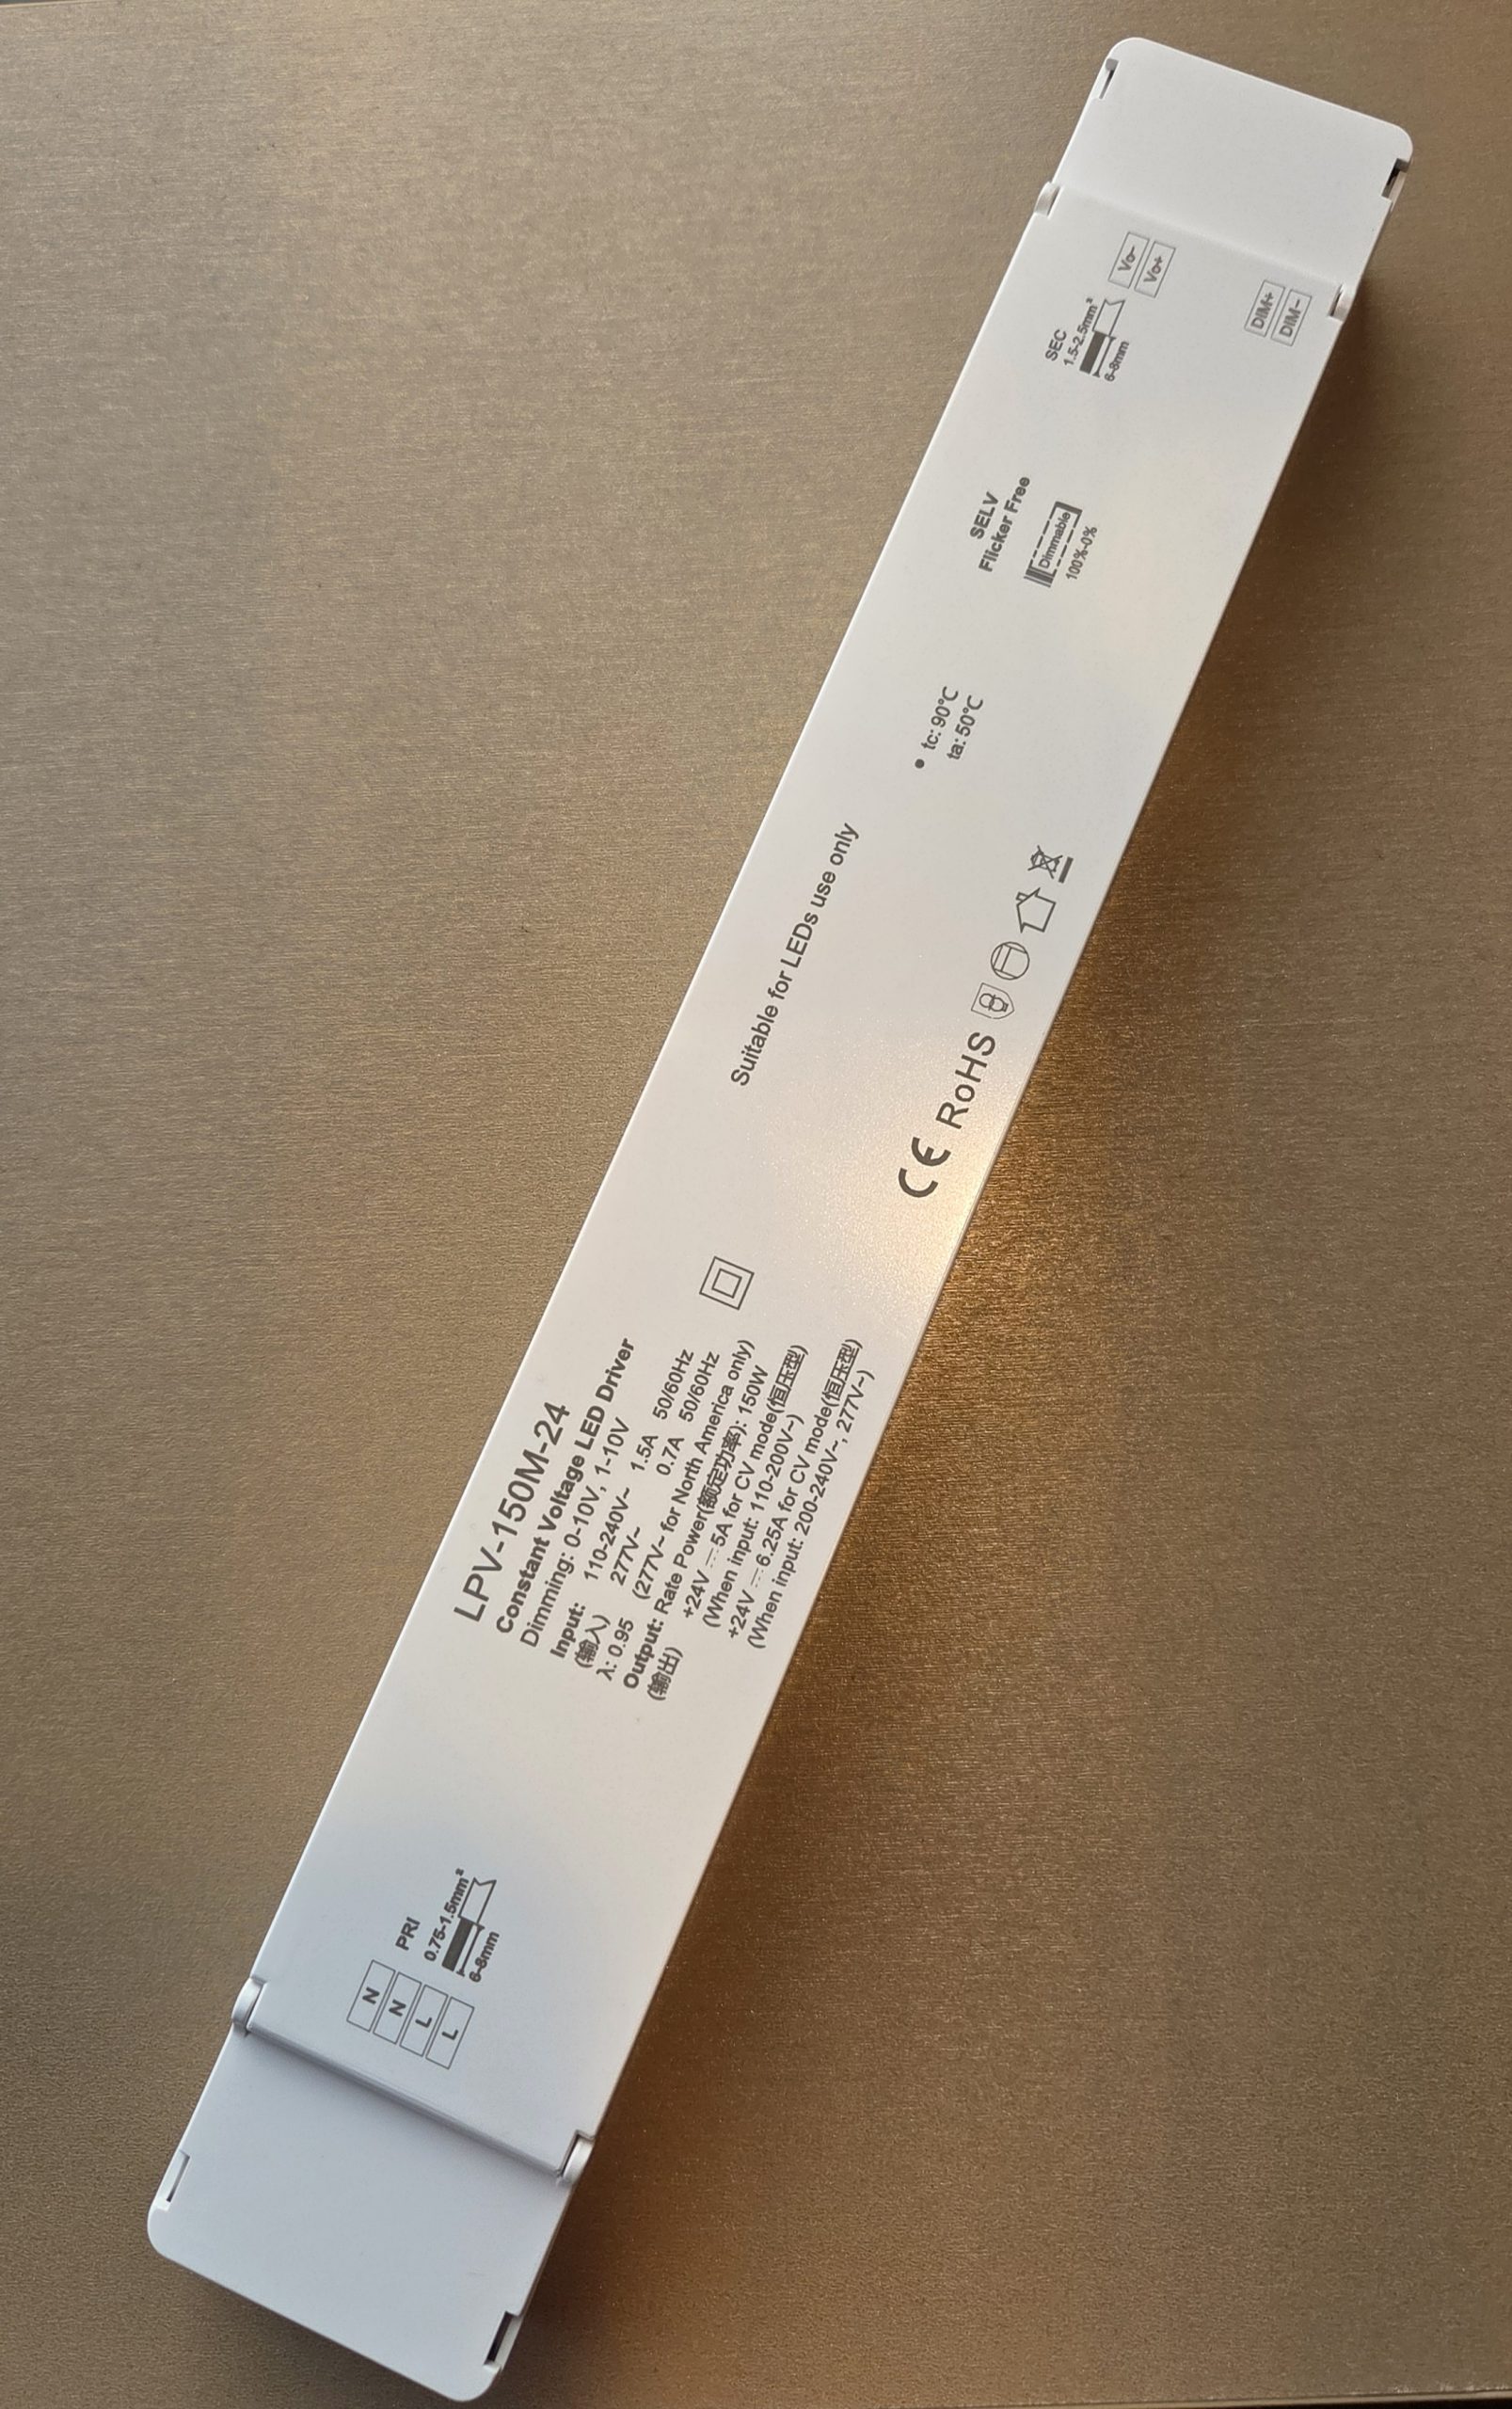 N
N
L
L
PRI
0.75-1.5mm²
6-8mm
LPV-150M-24
Constant Voltage LED Driver
Dimming: 0-10V, 1-10V
Input: 110-240V~ 1.5A 50/60Hz
(输入) 277V~ 0.7A 50/60Hz
λ: 0.95 (277V~ for North America only)
Output: Rate Power(额定功率): 150W
(输出) +24V ⎓ 5A for CV mode(恒压型)
(When input: 110-200V~)
+24V ⎓ 6.25A for CV mode(恒压型)
(When input: 200-240V~, 277V~)
Suitable for LEDs use only
CE RoHS
tc: 90℃
ta: 50℃
SELV
Flicker Free
Dimmable
100%-0%
SEC
1.5-2.5mm²
6-8mm
Vo-
Vo+
DIM+
DIM-